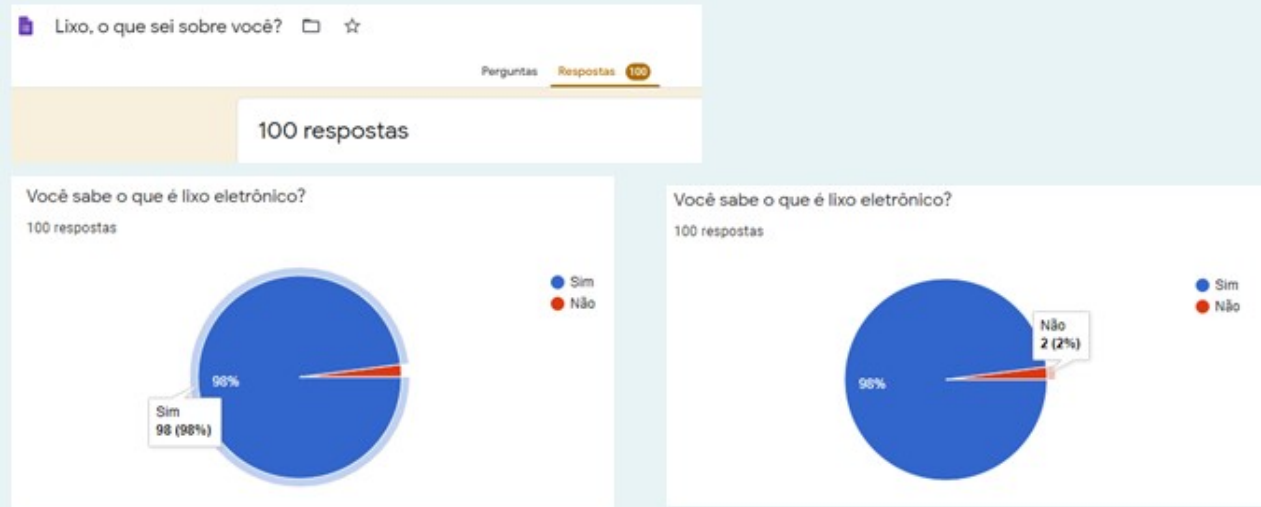 Lixo, o que sei sobre você?
Perguntas Respostas 100
100 respostas
Você sabe o que é lixo eletrônico?
100 respostas
Sim
Não
98%
Sim
98 (98%)
Você sabe o que é lixo eletrônico?
100 respostas
Sim
Não
Não
2 (2%)
98%